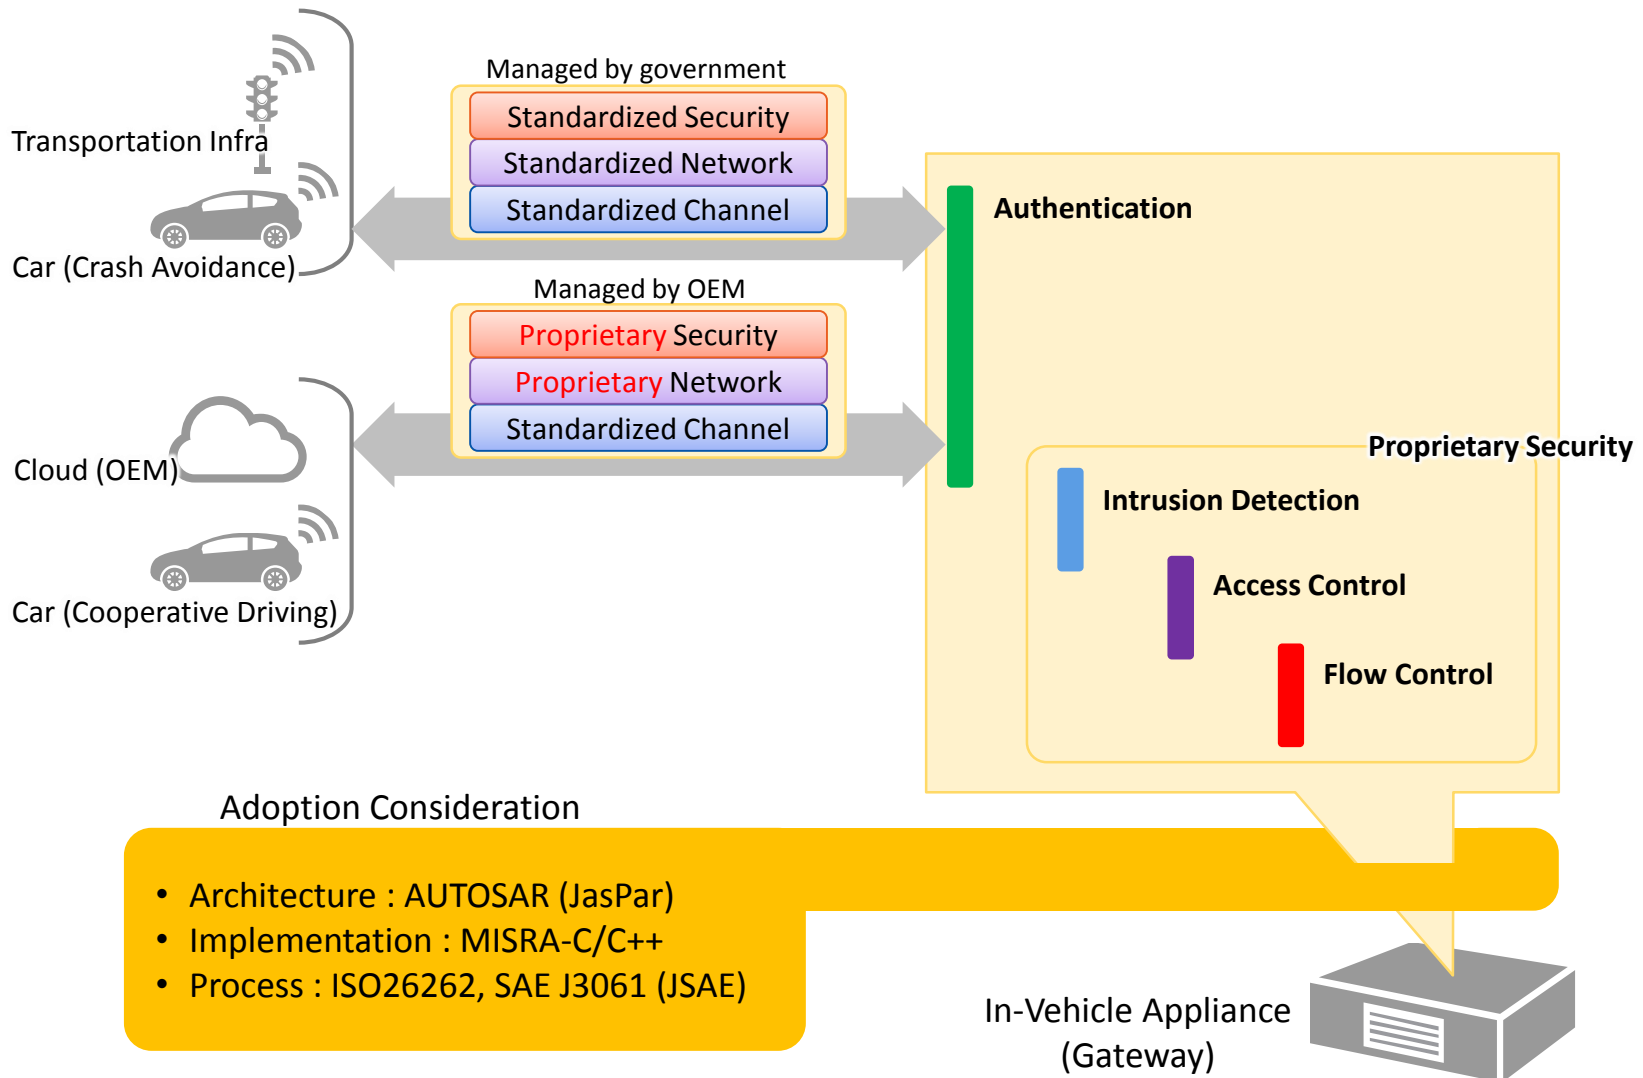 Managed by government
Standardized Security
Standardized Network
Standardized Channel
Transportation Infra
Car (Crash Avoidance)
Managed by OEM
Proprietary Security
Proprietary Network
Standardized Channel
Cloud (OEM)
Car (Cooperative Driving)
Authentication
Proprietary Security
Intrusion Detection
Access Control
Flow Control
Adoption Consideration
• Architecture : AUTOSAR (JasPar)
• Implementation : MISRA-C/C++
• Process : ISO26262, SAE J3061 (JSAE)
In-Vehicle Appliance
(Gateway)